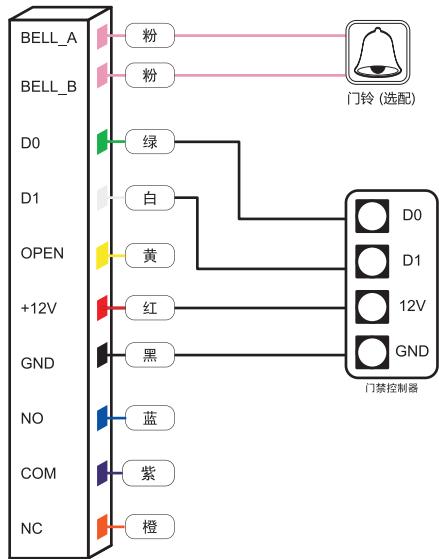 BELL_A 粉
BELL_B 粉
门铃 (选配)
D0 绿
D1 白
OPEN 黄
+12V 红
GND 黑
NO 蓝
COM 紫
NC 橙
D0
D1
12V
GND
门禁控制器